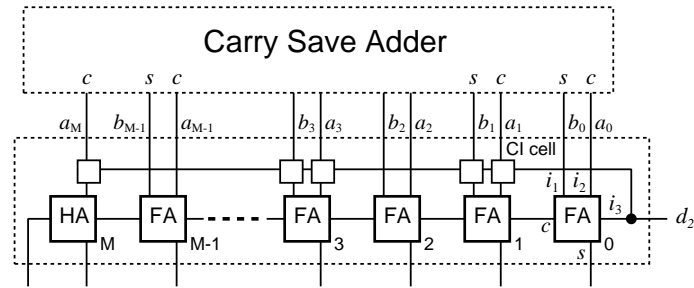 Carry Save Adder
c s c s c s c
a_M b_M-1 a_M-1 b_3 a_3 b_2 a_2 b_1 a_1 b_0 a_0
CI cell
i_1 i_2
HA FA FA FA FA FA i_3 d_2
c
M M-1 3 2 1 0
s